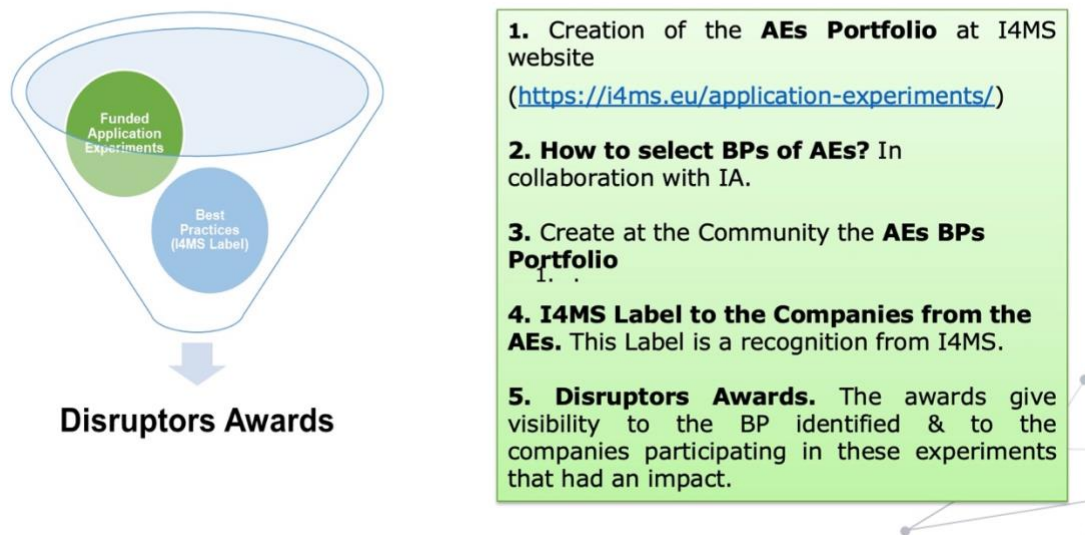 Funded
Application
Experiments
Best
Practices
(I4MS Label)
Disruptors Awards
1. Creation of the AEs Portfolio at I4MS
website
(https://i4ms.eu/application-experiments/)
2. How to select BPs of AEs? In
collaboration with IA.
3. Create at the Community the AEs BPs
Portfolio
1. .
4. I4MS Label to the Companies from the
AEs. This Label is a recognition from I4MS.
5. Disruptors Awards. The awards give
visibility to the BP identified & to the
companies participating in these experiments
that had an impact.